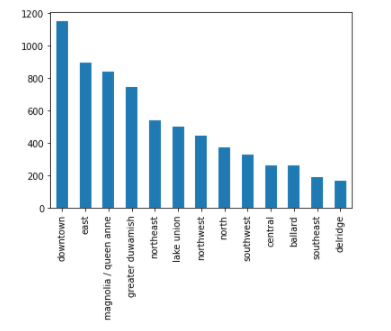 1200
1000
800
600
400
200
0
downtown
east
magnolia / queen anne
greater duwamish
northeast
lake union
northwest
north
southwest
central
ballard
southeast
delridge